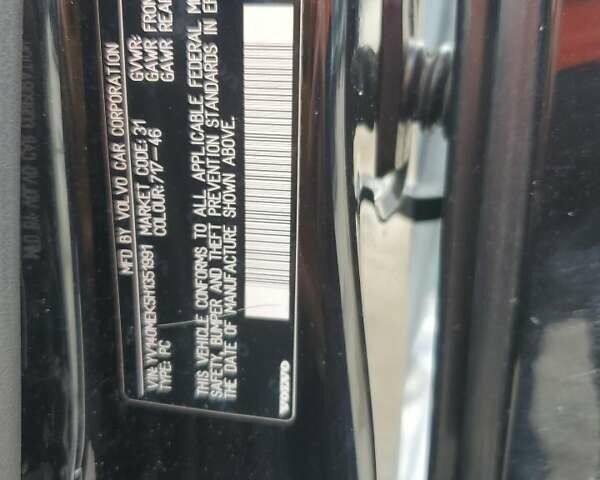 MFD BY VOLVO CAR CORPORATION
GVWR:
GAWR FRON
GAWR REAR
MARKET CODE: 31
TYPE: PC
COLOUR: 717-46
THIS VEHICLE CONFORMS TO ALL APPLICABLE FEDERAL M
SAFETY, BUMPER AND THEFT PREVENTION STANDARDS IN EF
THE DATE OF MANUFACTURE SHOWN ABOVE.
VOLVO